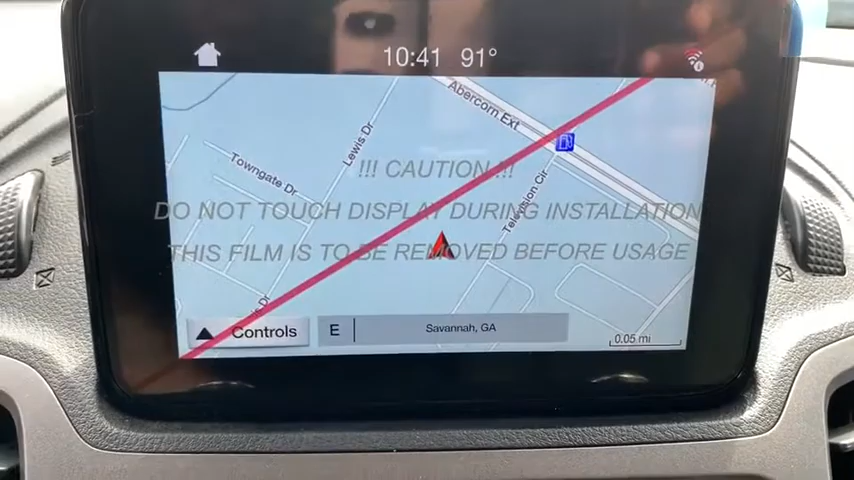 10:41 91°
Abercorn Ext
Lewis Dr
Towngate Dr
!!! CAUTION !!!
Television Cir
DO NOT TOUCH DISPLAY DURING INSTALLATION
THIS FILM IS TO BE REMOVED BEFORE USAGE
Controls
E
Savannah, GA
0.05 mi